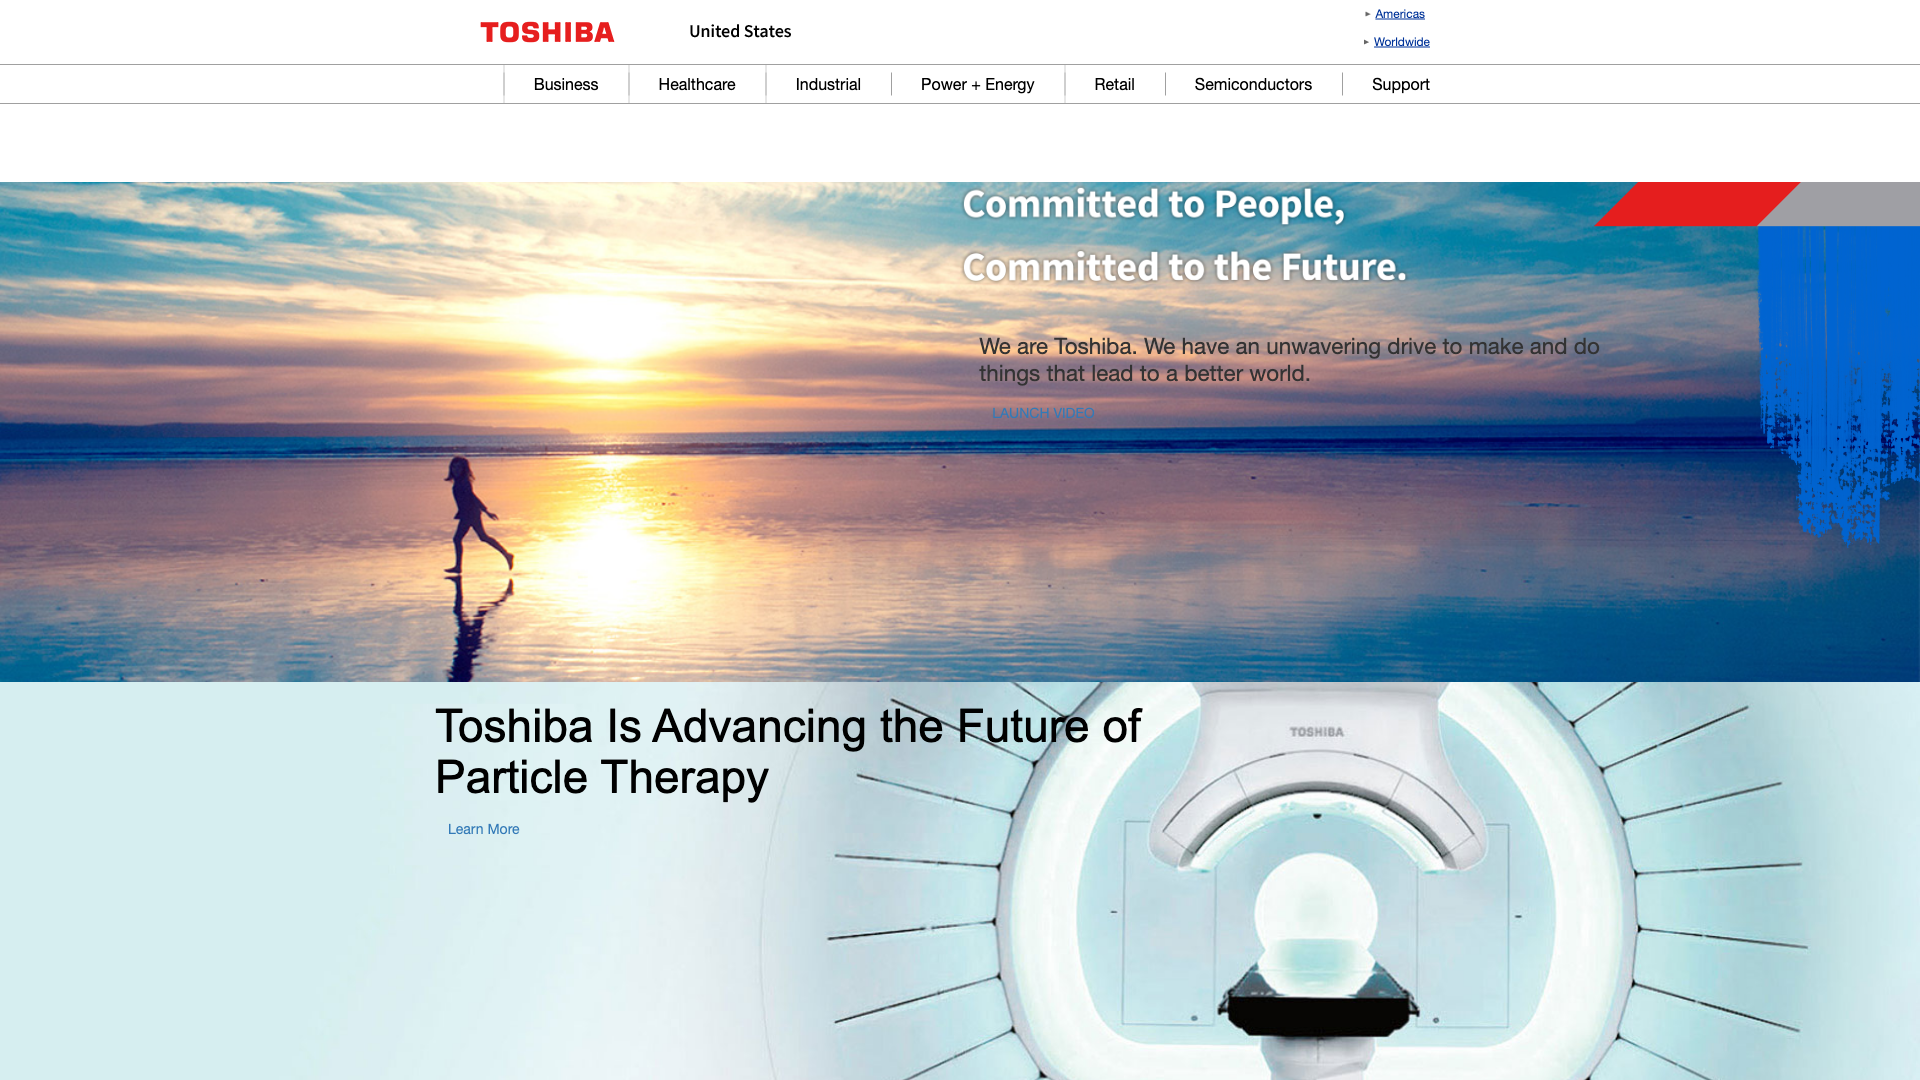 TOSHIBA
United States
Americas
Worldwide
Business
Healthcare
Industrial
Power + Energy
Retail
Semiconductors
Support
Committed to People,
Committed to the Future.
We are Toshiba. We have an unwavering drive to make and do
things that lead to a better world.
LAUNCH VIDEO
Toshiba Is Advancing the Future of
Particle Therapy
Learn More
TOSHIBA